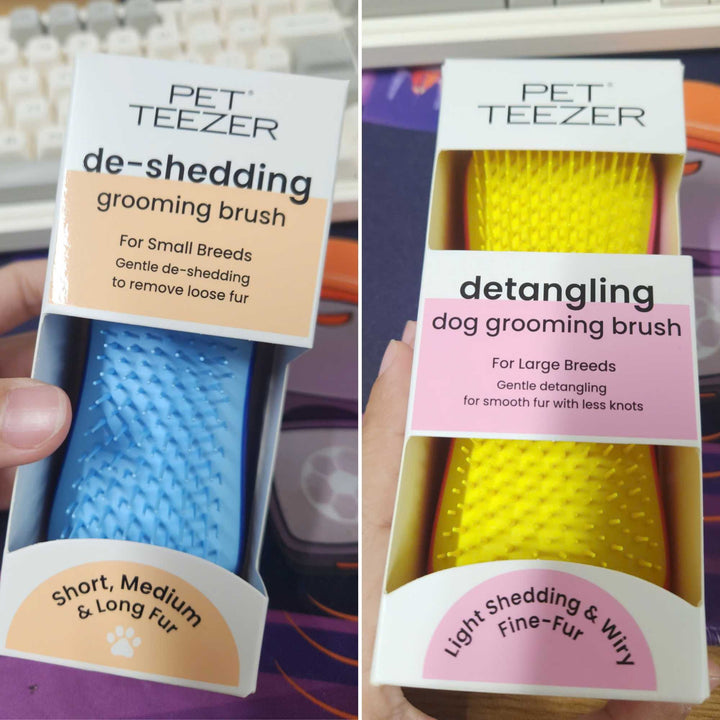 PET
TEEZER
de-shedding
grooming brush
For Small Breeds
Gentle de-shedding
to remove loose fur
Short, Medium
& Long Fur
PET
TEEZER
detangling
dog grooming brush
For Large Breeds
Gentle detangling
for smooth fur with less knots
Light Shedding & Wiry
Fine-Fur